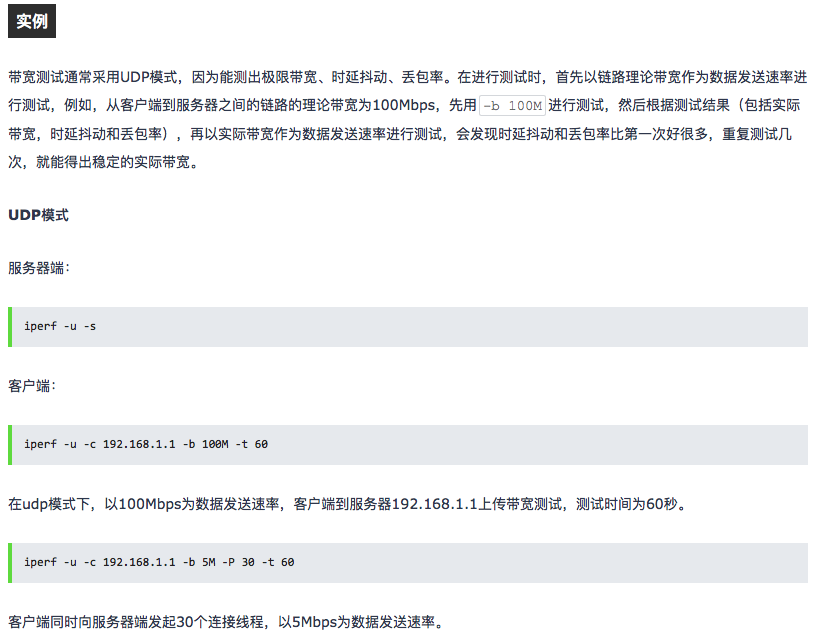 实例
带宽测试通常采用UDP模式，因为能测出极限带宽、时延抖动、丢包率。在进行测试时，首先以链路理论带宽作为数据发送速率进
行测试，例如，从客户端到服务器之间的链路的理论带宽为100Mbps，先用 -b 100M 进行测试，然后根据测试结果（包括实际
带宽，时延抖动和丢包率），再以实际带宽作为数据发送速率进行测试，会发现时延抖动和丢包率比第一次好很多，重复测试几
次，就能得出稳定的实际带宽。
UDP模式
服务器端：
iperf -u -s
客户端：
iperf -u -c 192.168.1.1 -b 100M -t 60
在udp模式下，以100Mbps为数据发送速率，客户端到服务器192.168.1.1上传带宽测试，测试时间为60秒。
iperf -u -c 192.168.1.1 -b 5M -P 30 -t 60
客户端同时向服务器端发起30个连接线程，以5Mbps为数据发送速率。